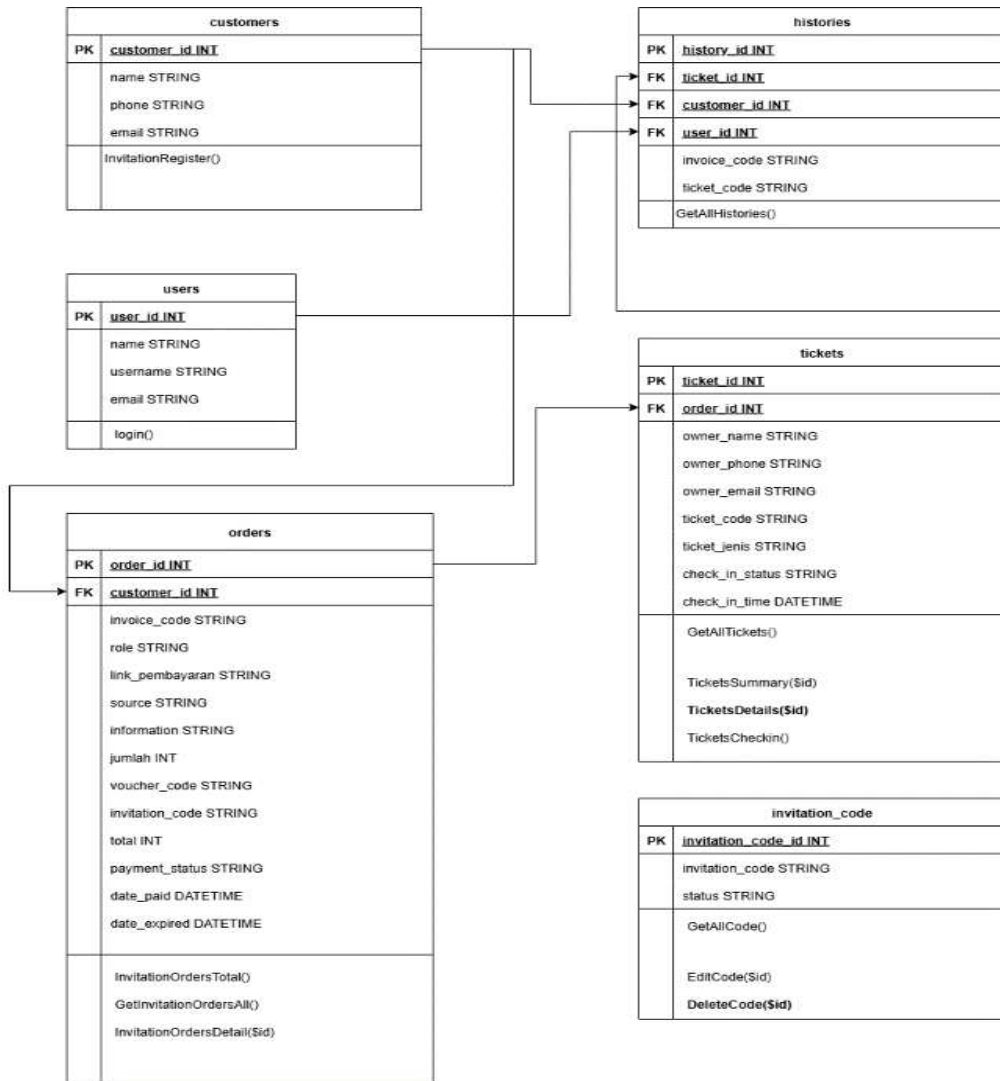 customers
PK customer_id INT
name STRING
phone STRING
email STRING
InvitationRegister()
histories
PK history_id INT
FK ticket_id INT
FK customer_id INT
FK user_id INT
invoice_code STRING
ticket_code STRING
GetAllHistories()
users
PK user_id INT
name STRING
username STRING
email STRING
login()
tickets
PK ticket_id INT
FK order_id INT
owner_name STRING
owner_phone STRING
owner_email STRING
ticket_code STRING
ticket_jenis STRING
check_in_status STRING
check_in_time DATETIME
GetAllTickets()
TicketsSummary($id)
TicketsDetails($id)
TicketsCheckin()
orders
PK order_id INT
FK customer_id INT
invoice_code STRING
role STRING
link_pembayaran STRING
source STRING
information STRING
jumlah INT
voucher_code STRING
invitation_code STRING
total INT
payment_status STRING
date_paid DATETIME
date_expired DATETIME
InvitationOrdersTotal()
GetInvitationOrdersAll()
InvitationOrdersDetail($id)
invitation_code
PK invitation_code_id INT
invitation_code STRING
status STRING
GetAllCode()
EditCode($id)
DeleteCode($id)